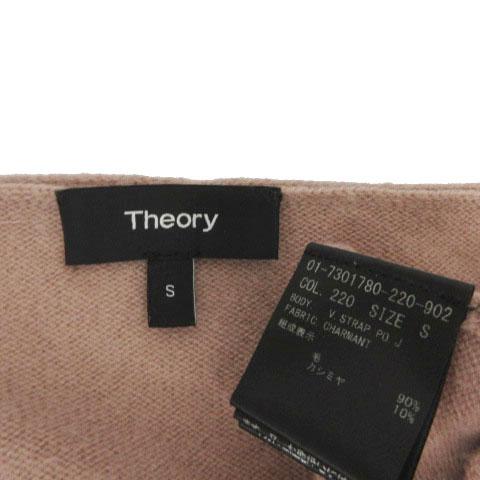 Theory
S
01-7301780-220-902
COL. 220 SIZE S
BODY: V STRAP PO J
FABRIC: CHARMANT
組成表示
毛 90%
カシミヤ 10%